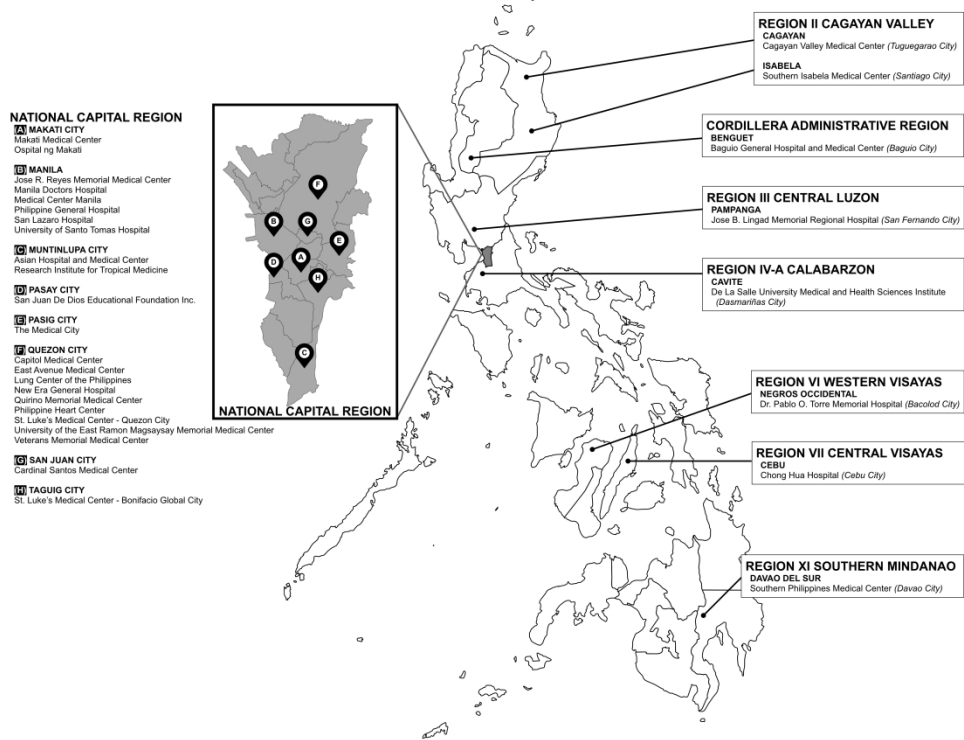 NATIONAL CAPITAL REGION
(A) MAKATI CITY
Makati Medical Center
Ospital ng Makati
(B) MANILA
Jose R. Reyes Memorial Medical Center
Manila Doctors Hospital
Medical Center Manila
Philippine General Hospital
San Lazaro Hospital
University of Santo Tomas Hospital
(C) MUNTINLUPA CITY
Asian Hospital and Medical Center
Research Institute for Tropical Medicine
(D) PASAY CITY
San Juan De Dios Educational Foundation Inc.
(E) PASIG CITY
The Medical City
(F) QUEZON CITY
Capitol Medical Center
East Avenue Medical Center
Lung Center of the Philippines
New Era General Hospital
Quirino Memorial Medical Center
Philippine Heart Center
St. Luke's Medical Center - Quezon City
University of the East Ramon Magsaysay Memorial Medical Center
Veterans Memorial Medical Center
(G) SAN JUAN CITY
Cardinal Santos Medical Center
(H) TAGUIG CITY
St. Luke's Medical Center - Bonifacio Global City
F
B
G
E
A
D
H
C
NATIONAL CAPITAL REGION
REGION II CAGAYAN VALLEY
CAGAYAN
Cagayan Valley Medical Center (Tuguegarao City)
ISABELA
Southern Isabela Medical Center (Santiago City)
CORDILLERA ADMINISTRATIVE REGION
BENGUET
Baguio General Hospital and Medical Center (Baguio City)
REGION III CENTRAL LUZON
PAMPANGA
Jose B. Lingad Memorial Regional Hospital (San Fernando City)
REGION IV-A CALABARZON
CAVITE
De La Salle University Medical and Health Sciences Institute
(Dasmariñas City)
REGION VI WESTERN VISAYAS
NEGROS OCCIDENTAL
Dr. Pablo O. Torre Memorial Hospital (Bacolod City)
REGION VII CENTRAL VISAYAS
CEBU
Chong Hua Hospital (Cebu City)
REGION XI SOUTHERN MINDANAO
DAVAO DEL SUR
Southern Philippines Medical Center (Davao City)